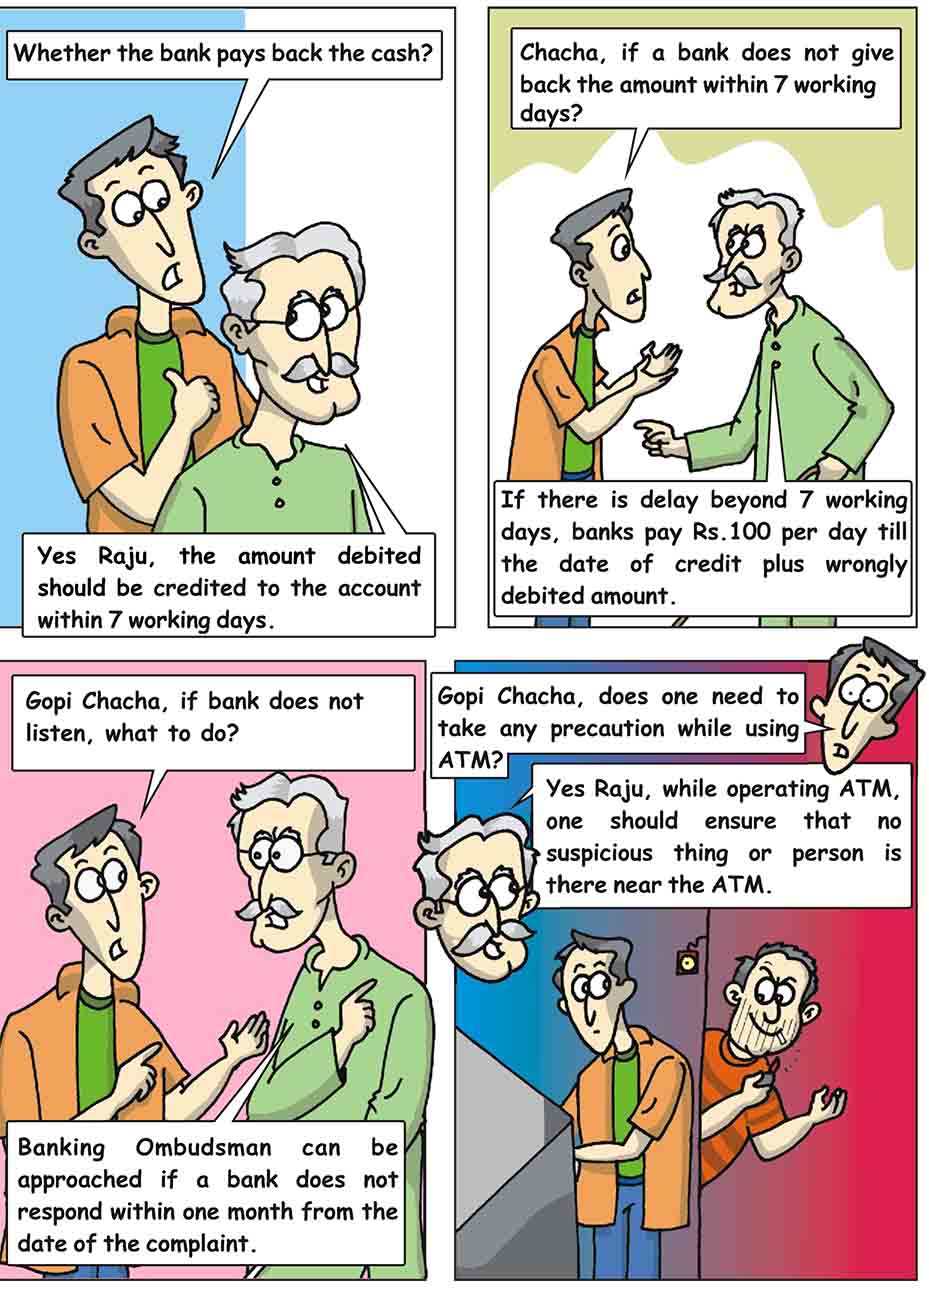 Whether the bank pays back the cash?
Yes Raju, the amount debited
should be credited to the account
within 7 working days.
Chacha, if a bank does not give
back the amount within 7 working
days?
If there is delay beyond 7 working
days, banks pay Rs.100 per day till
the date of credit plus wrongly
debited amount.
Gopi Chacha, if bank does not
listen, what to do?
Banking Ombudsman can be
approached if a bank does not
respond within one month from the
date of the complaint.
Gopi Chacha, does one need to
take any precaution while using
ATM?
Yes Raju, while operating ATM,
one should ensure that no
suspicious thing or person is
there near the ATM.